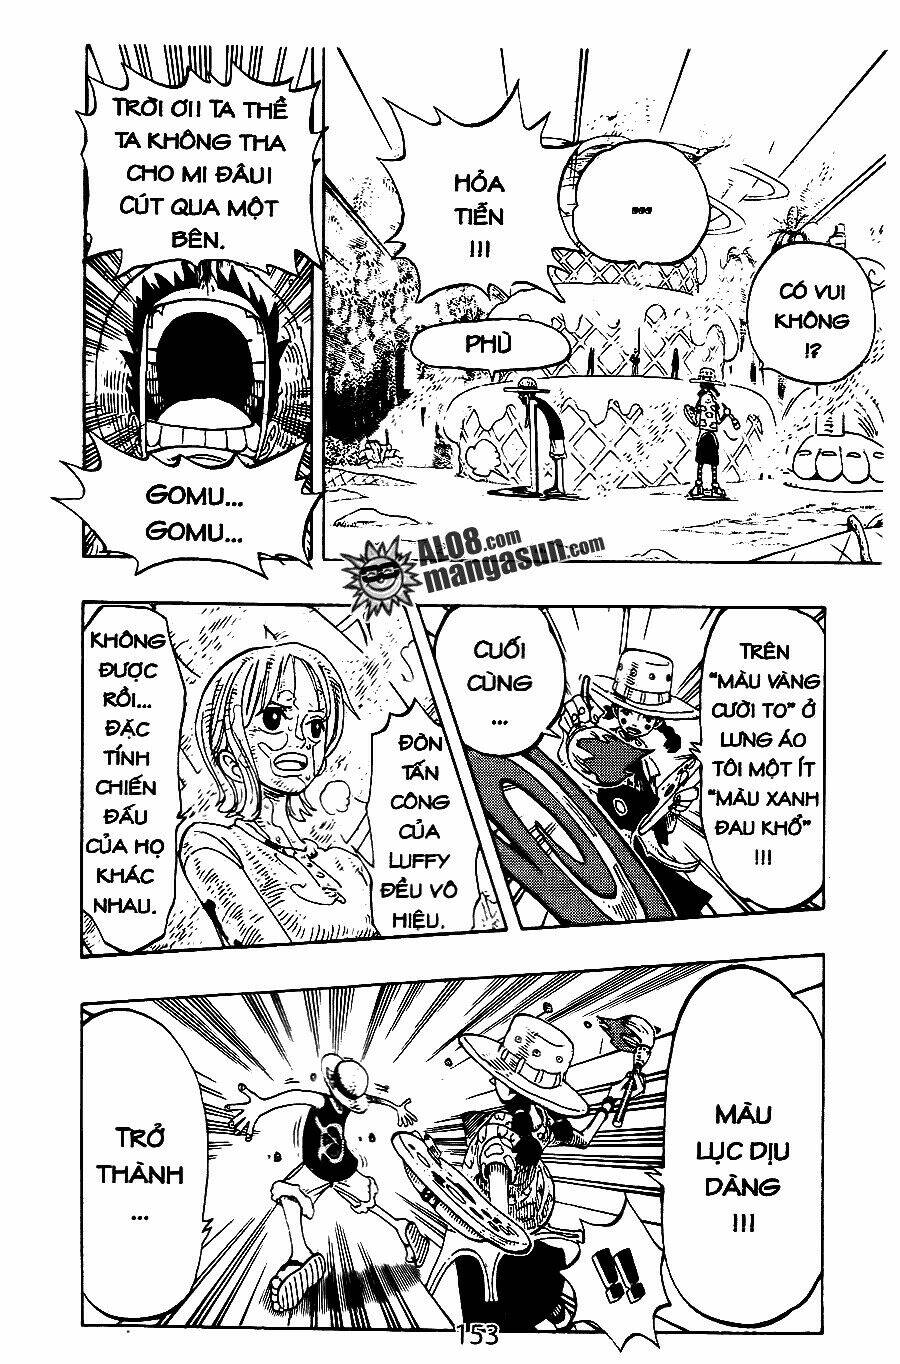 TRỜI ƠI! TA THỀ
TA KHÔNG THA
CHO MI ĐÂU!
CÚT QUA MỘT
BÊN.
GOMU...
GOMU...
HỎA
TIỄN
!!!
...
PHÙ
CÓ VUI
KHÔNG
!?
AL08.com
mangasun.com
KHÔNG
ĐƯỢC
RỒI...
ĐẶC
TÍNH
CHIẾN
ĐẤU
CỦA HỌ
KHÁC
NHAU.
ĐÒN
TẤN
CÔNG
CỦA
LUFFY
ĐỀU VÔ
HIỆU.
CUỐI
CÙNG
...
TRÊN
"MÀU VÀNG
CƯỜI TO" Ở
LƯNG ÁO
TÔI MỘT ÍT
"MÀU XANH
ĐAU KHỔ"
!!!
TRỞ
THÀNH
...
MÀU
LỤC DỊU
DÀNG
!!!
!!
153